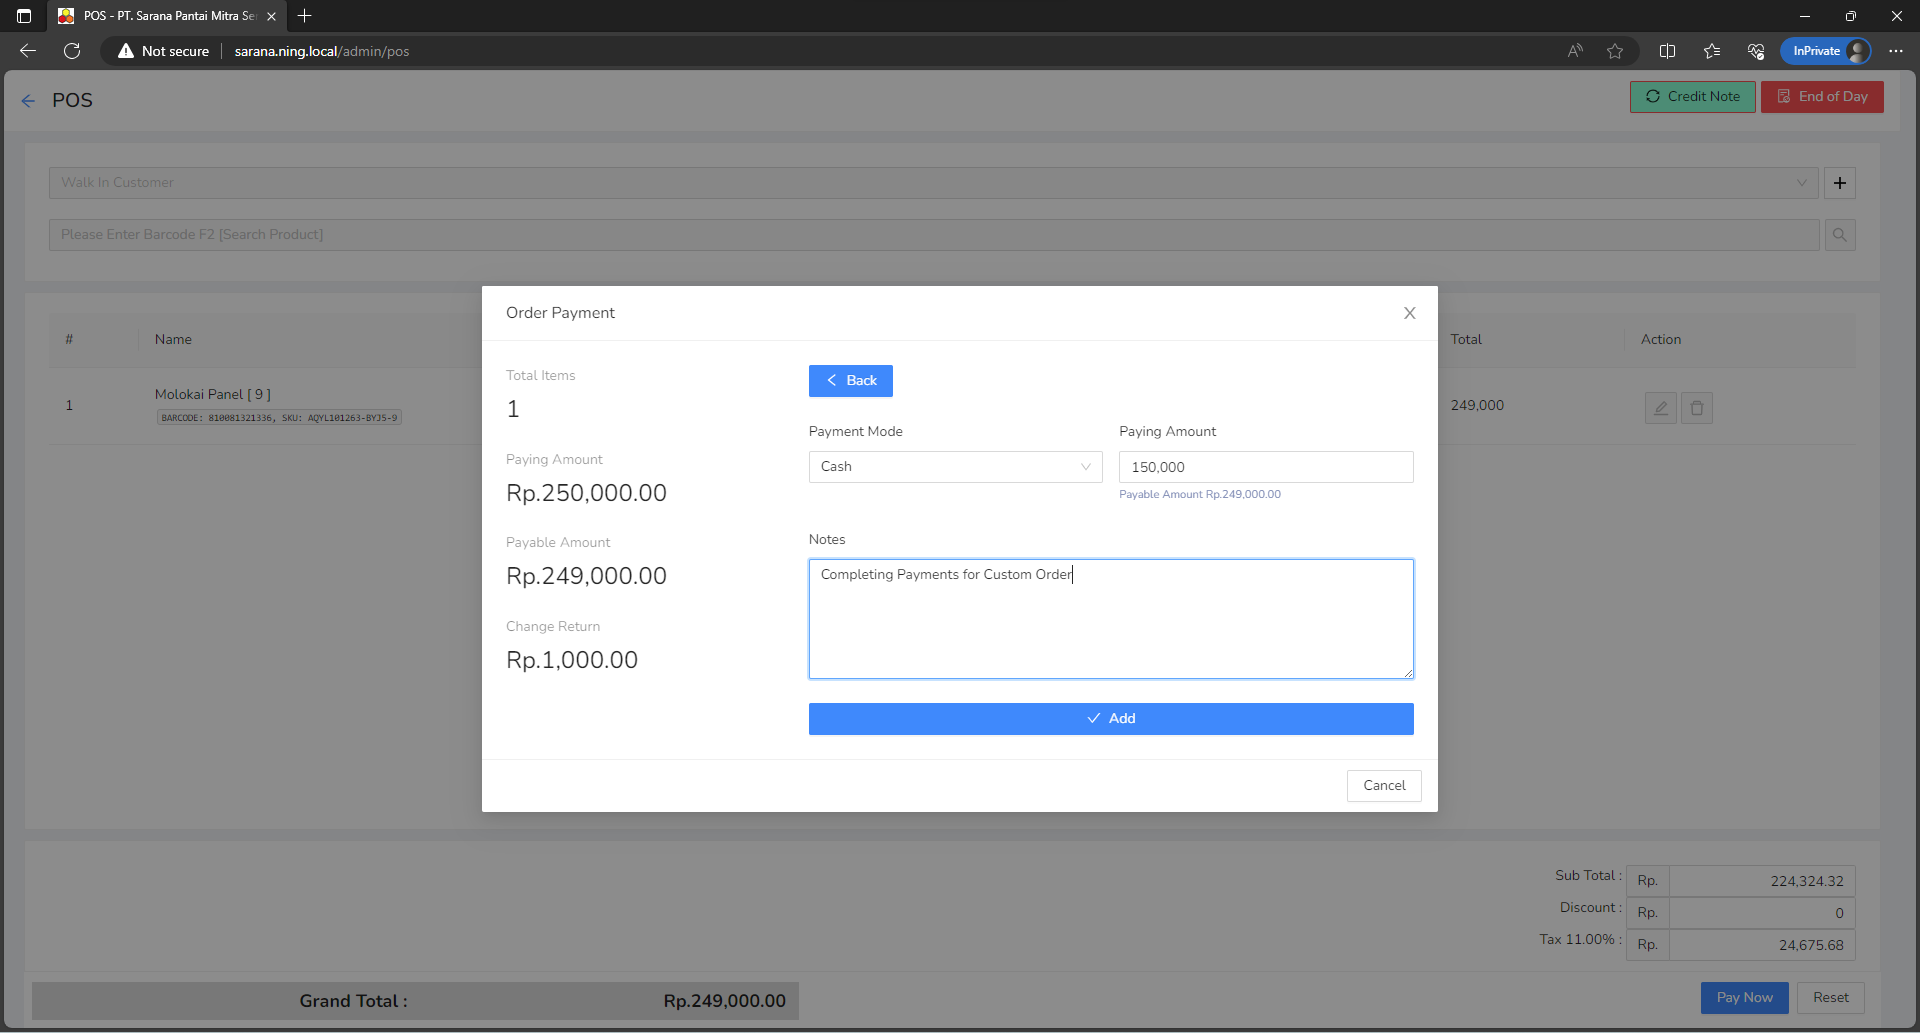 POS - PT. Sarana Pantai Mitra Se
Not secure
sarana.ning.local/admin/pos
InPrivate
POS
Credit Note
End of Day
Walk In Customer
Please Enter Barcode F2 [Search Product]
# Name Total Action
1
Molokai Panel [ 9 ]
BARCODE: 810081321336, SKU: AQYL101263-BYJS-9
249,000
Order Payment
Total Items
1
Paying Amount
Rp.250,000.00
Payable Amount
Rp.249,000.00
Change Return
Rp.1,000.00
Back
Payment Mode
Cash
Paying Amount
150,000
Payable Amount Rp.249,000.00
Notes
Completing Payments for Custom Order
Add
Cancel
Sub Total : Rp. 224,324.32
Discount : Rp. 0
Tax 11.00% : Rp. 24,675.68
Grand Total : Rp.249,000.00
Pay Now
Reset